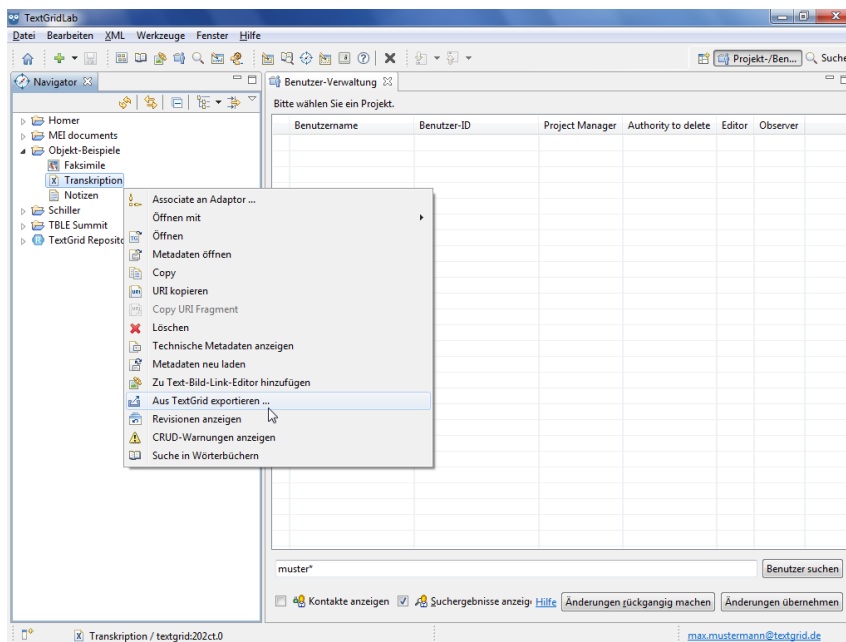 TextGridLab
Datei Bearbeiten XML Werkzeuge Fenster Hilfe
Projekt-/Ben... Suche
Navigator
Benutzer-Verwaltung
Bitte wählen Sie ein Projekt.
Benutzername Benutzer-ID Project Manager Authority to delete Editor Observer
Homer
MEI documents
Objekt-Beispiele
Faksimile
Transkription
Notizen
Schiller
TBLE Summit
TextGrid Reposito
Associate an Adaptor ...
Öffnen mit
Öffnen
Metadaten öffnen
Copy
URI kopieren
Copy URI Fragment
Löschen
Technische Metadaten anzeigen
Metadaten neu laden
Zu Text-Bild-Link-Editor hinzufügen
Aus TextGrid exportieren ...
Revisionen anzeigen
CRUD-Warnungen anzeigen
Suche in Wörterbüchern
muster* Benutzer suchen
Kontakte anzeigen Suchergebnisse anzeig Hilfe Änderungen rückgangig machen Änderungen übernehmen
Transkription / textgrid:202ct.0 max.mustermann@textgrid.de